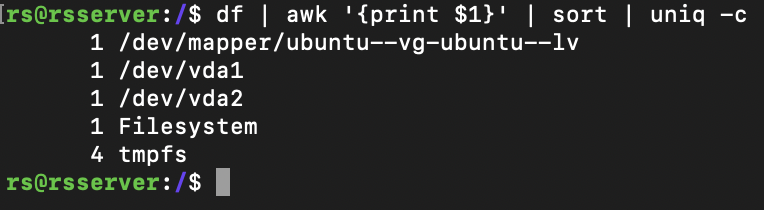 rs@rsserver:/$ df | awk '{print $1}' | sort | uniq -c
      1 /dev/mapper/ubuntu--vg-ubuntu--lv
      1 /dev/vda1
      1 /dev/vda2
      1 Filesystem
      4 tmpfs
rs@rsserver:/$